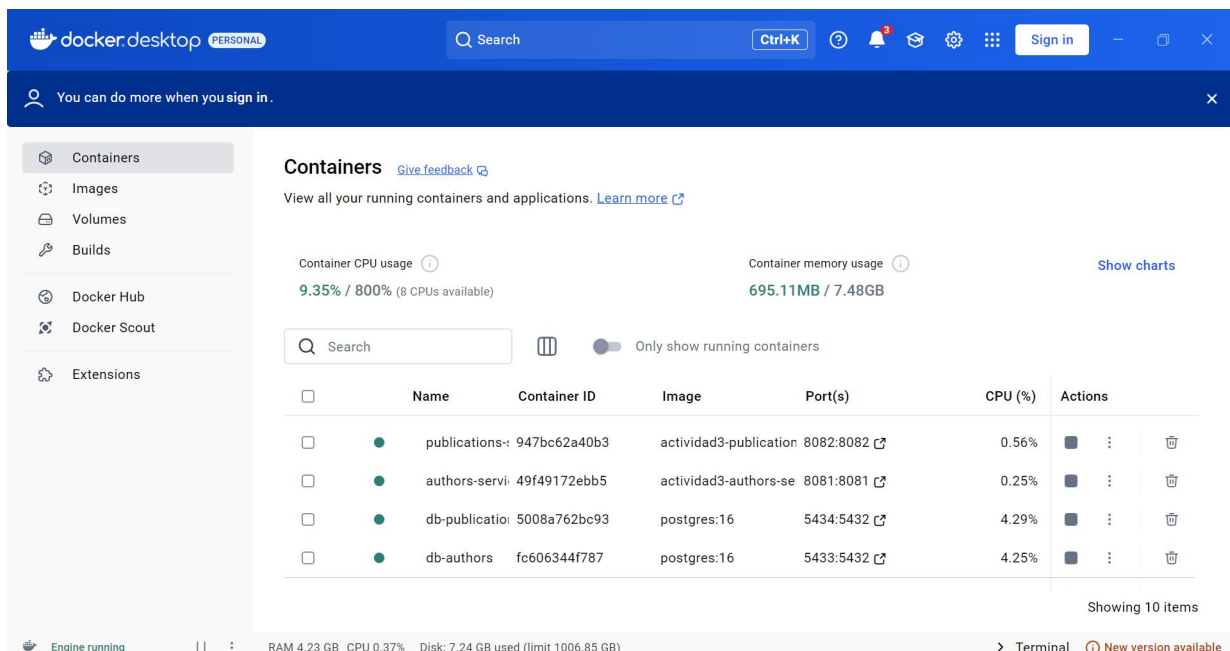 docker.desktop PERSONAL Search Ctrl+K 3 Sign in
You can do more when you sign in.
Containers
Images
Volumes
Builds
Docker Hub
Docker Scout
Extensions
Containers Give feedback
View all your running containers and applications. Learn more
Container CPU usage
9.35% / 800% (8 CPUs available)
Container memory usage
695.11MB / 7.48GB
Show charts
Search Only show running containers
Name Container ID Image Port(s) CPU (%) Actions
publications- 947bc62a40b3 actividad3-publication 8082:8082 0.56%
authors-servi 49f49172ebb5 actividad3-authors-se 8081:8081 0.25%
db-publication 5008a762bc93 postgres:16 5434:5432 4.29%
db-authors fc606344f787 postgres:16 5433:5432 4.25%
Showing 10 items
Engine running RAM 4.23 GB CPU 0.37% Disk: 7.24 GB used (limit 1006.85 GB) Terminal New version available